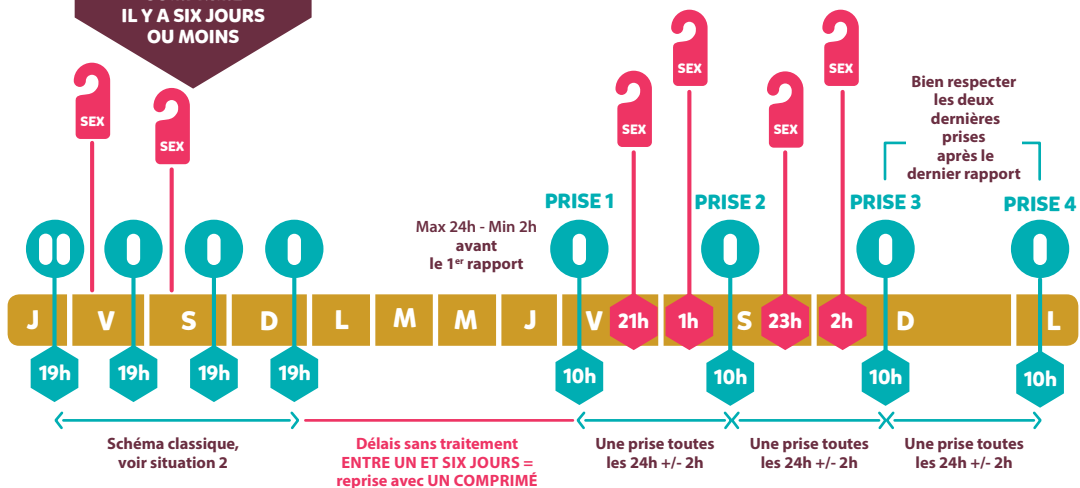 IL Y A SIX JOURS
OU MOINS
SEX
SEX
SEX
SEX
SEX
SEX
Bien respecter
les deux
dernières
prises
après le
dernier rapport
Max 24h - Min 2h
avant
le 1er rapport
PRISE 1
PRISE 2
PRISE 3
PRISE 4
J V S D L M M J V 21h 1h S 23h 2h D L
19h 19h 19h 19h 10h 10h 10h 10h
Schéma classique,
voir situation 2
Délais sans traitement
ENTRE UN ET SIX JOURS =
reprise avec UN COMPRIMÉ
Une prise toutes
les 24h +/- 2h
Une prise toutes
les 24h +/- 2h
Une prise toutes
les 24h +/- 2h